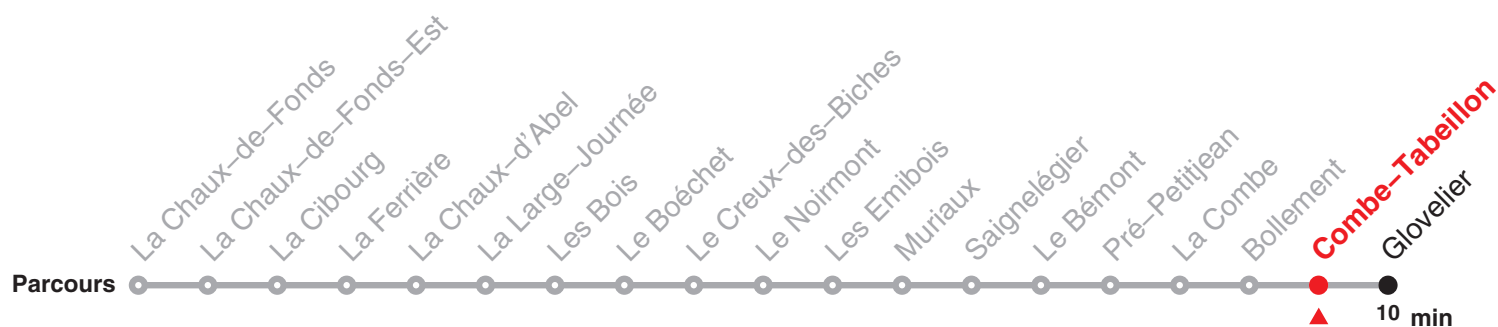 La Chaux–de–Fonds
La Chaux–de–Fonds–Est
La Cibourg
La Ferrière
La Chaux–d'Abel
La Large–Journée
Les Bois
Le Boéchet
Le Creux–des–Biches
Le Noirmont
Les Emibois
Muriaux
Saignelégier
Le Bémont
Pré–Petitjean
La Combe
Bollement
Combe–Tabeillon
Glovelier
Parcours
10 min